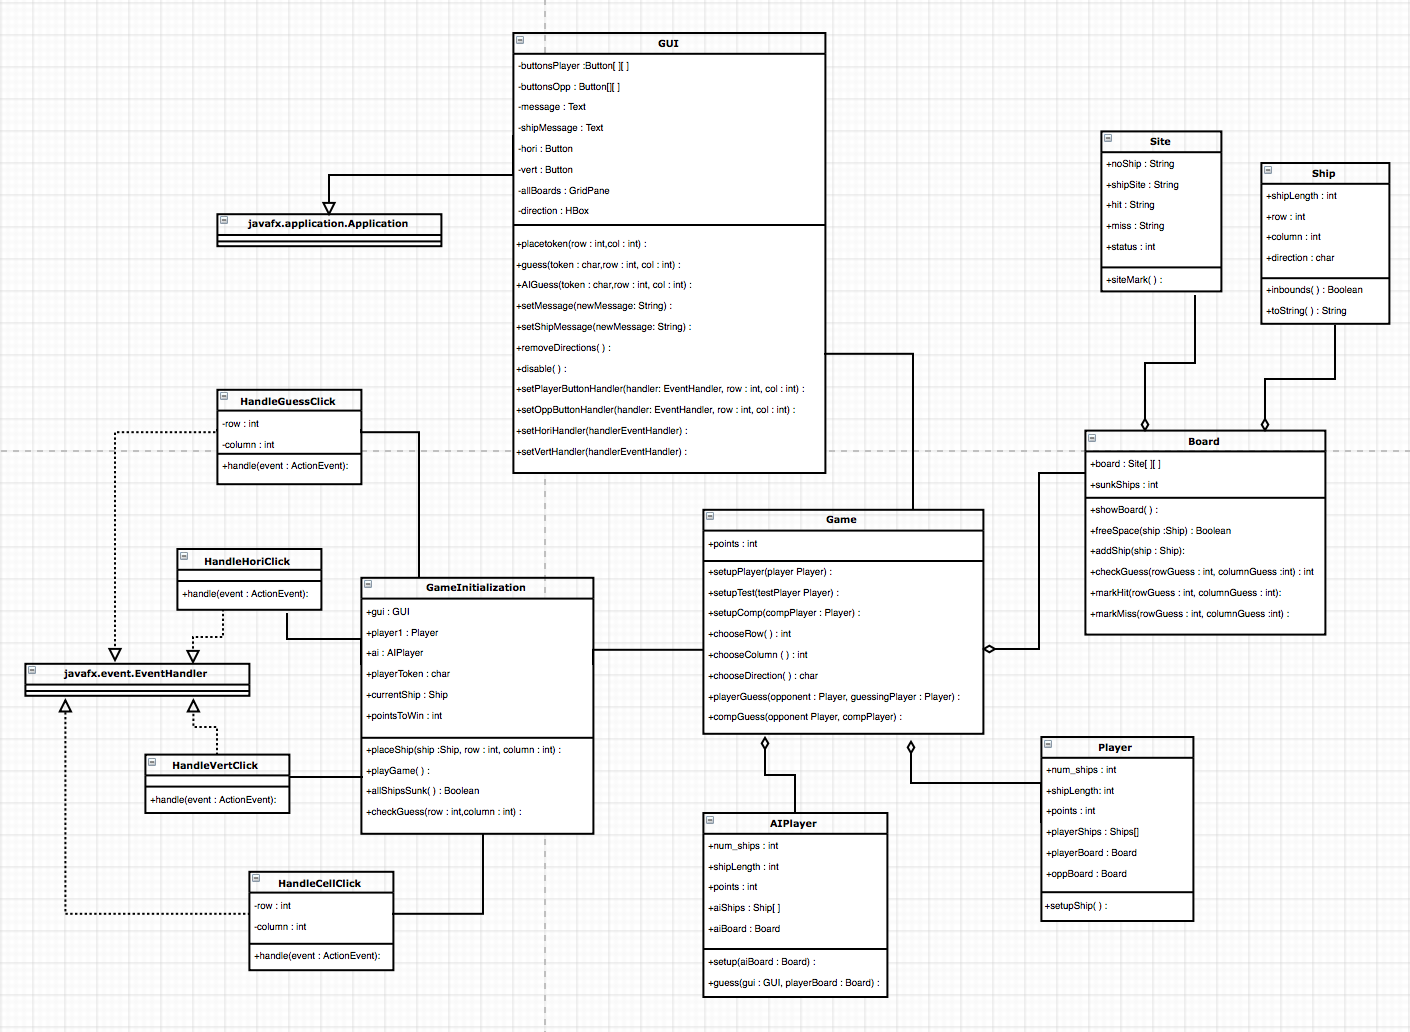 GUI
-buttonsPlayer :Button[ ][ ]
-buttonsOpp : Button[][ ]
-message : Text
-shipMessage : Text
-hori : Button
-vert : Button
-allBoards : GridPane
-direction : HBox
+placetoken(row : int,col : int) :
+guess(token : char,row : int, col : int) :
+AIGuess(token : char,row : int, col : int) :
+setMessage(newMessage: String) :
+setShipMessage(newMessage: String) :
+removeDirections( ) :
+disable( ) :
+setPlayerButtonHandler(handler: EventHandler, row : int, col : int) :
+setOppButtonHandler(handler: EventHandler, row : int, col : int) :
+setHoriHandler(handlerEventHandler) :
+setVertHandler(handlerEventHandler) :
javafx.application.Application
Site
+noShip : String
+shipSite : String
+hit : String
+miss : String
+status : int
+siteMark( ) :
Ship
+shipLength : int
+row : int
+column : int
+direction : char
+inbounds( ) : Boolean
+toString( ) : String
HandleGuessClick
-row : int
-column : int
+handle(event : ActionEvent):
Board
+board : Site[ ][ ]
+sunkShips : int
+showBoard( ) :
+freeSpace(ship :Ship) : Boolean
+addShip(ship : Ship):
+checkGuess(rowGuess : int, columnGuess :int) : int
+markHit(rowGuess : int, columnGuess : int):
+markMiss(rowGuess : int, columnGuess :int) :
Game
+points : int
+setupPlayer(player Player) :
+setupTest(testPlayer Player) :
+setupComp(compPlayer : Player) :
+chooseRow( ) : int
+chooseColumn ( ) : int
+chooseDirection( ) : char
+playerGuess(opponent : Player, guessingPlayer : Player) :
+compGuess(opponent Player, compPlayer) :
HandleHoriClick
+handle(event : ActionEvent):
GameInitialization
+gui : GUI
+player1 : Player
+ai : AIPlayer
+playerToken : char
+currentShip : Ship
+pointsToWin : int
+placeShip(ship :Ship, row : int, column : int) :
+playGame( ) :
+allShipsSunk( ) : Boolean
+checkGuess(row : int,column : int) :
javafx.event.EventHandler
HandleVertClick
+handle(event : ActionEvent):
HandleCellClick
-row : int
-column : int
+handle(event : ActionEvent):
AIPlayer
+num_ships : int
+shipLength : int
+points : int
+aiShips : Ship[ ]
+aiBoard : Board
+setup(aiBoard : Board) :
+guess(gui : GUI, playerBoard : Board) :
Player
+num_ships : int
+shipLength: int
+points : int
+playerShips : Ships[]
+playerBoard : Board
+oppBoard : Board
+setupShip( ) :